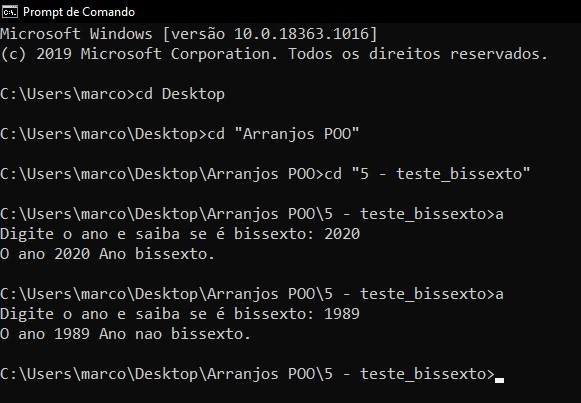 Prompt de Comando
Microsoft Windows [versão 10.0.18363.1016]
(c) 2019 Microsoft Corporation. Todos os direitos reservados.
C:\Users\marco>cd Desktop
C:\Users\marco\Desktop>cd "Arranjos POO"
C:\Users\marco\Desktop\Arranjos POO>cd "5 - teste_bissexto"
C:\Users\marco\Desktop\Arranjos POO\5 - teste_bissexto>a
Digite o ano e saiba se é bissexto: 2020
O ano 2020 Ano bissexto.
C:\Users\marco\Desktop\Arranjos POO\5 - teste_bissexto>a
Digite o ano e saiba se é bissexto: 1989
O ano 1989 Ano nao bissexto.
C:\Users\marco\Desktop\Arranjos POO\5 - teste_bissexto>